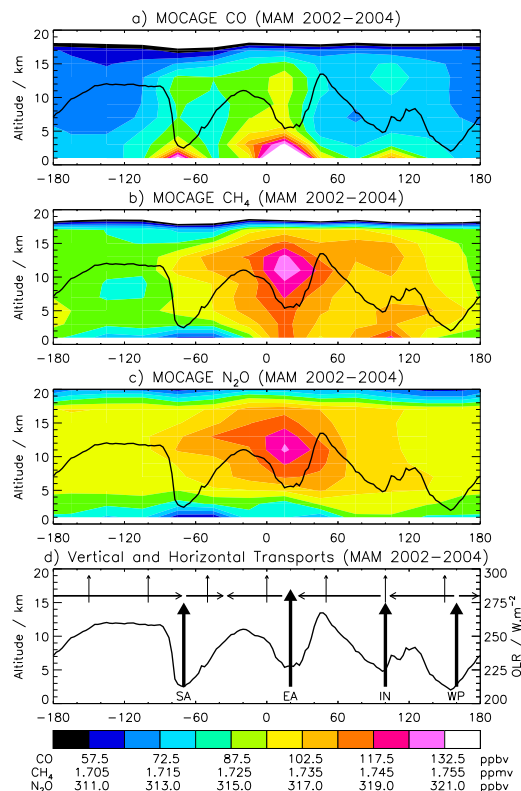 a) MOCAGE CO (MAM 2002−2004)
20
15
10
5
0
Altitude / km
−180 −120 −60 0 60 120 180
b) MOCAGE CH₄ (MAM 2002−2004)
20
15
10
5
0
Altitude / km
−180 −120 −60 0 60 120 180
c) MOCAGE N₂O (MAM 2002−2004)
20
15
10
5
0
Altitude / km
−180 −120 −60 0 60 120 180
d) Vertical and Horizontal Transports (MAM 2002−2004)
20 300
15 275
10 250
5 225
0 200
Altitude / km
OLR / W.m⁻²
SA EA IN WP
−180 −120 −60 0 60 120 180
CO 57.5 72.5 87.5 102.5 117.5 132.5 ppbv
CH₄ 1.705 1.715 1.725 1.735 1.745 1.755 ppmv
N₂O 311.0 313.0 315.0 317.0 319.0 321.0 ppbv